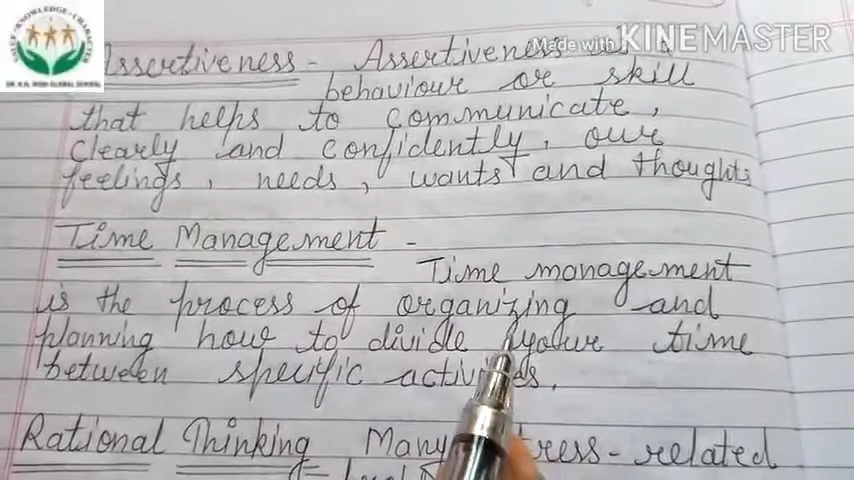 Made with KINEMASTER
Assertiveness - Assertiveness is a
behaviour or skill
that helps to communicate,
clearly and confidently, our
feelings, needs, wants and thoughts
Time Management -
Time management
is the process of organizing and
planning how to divide your time
between specific activities.
Rational Thinking Many stress-related